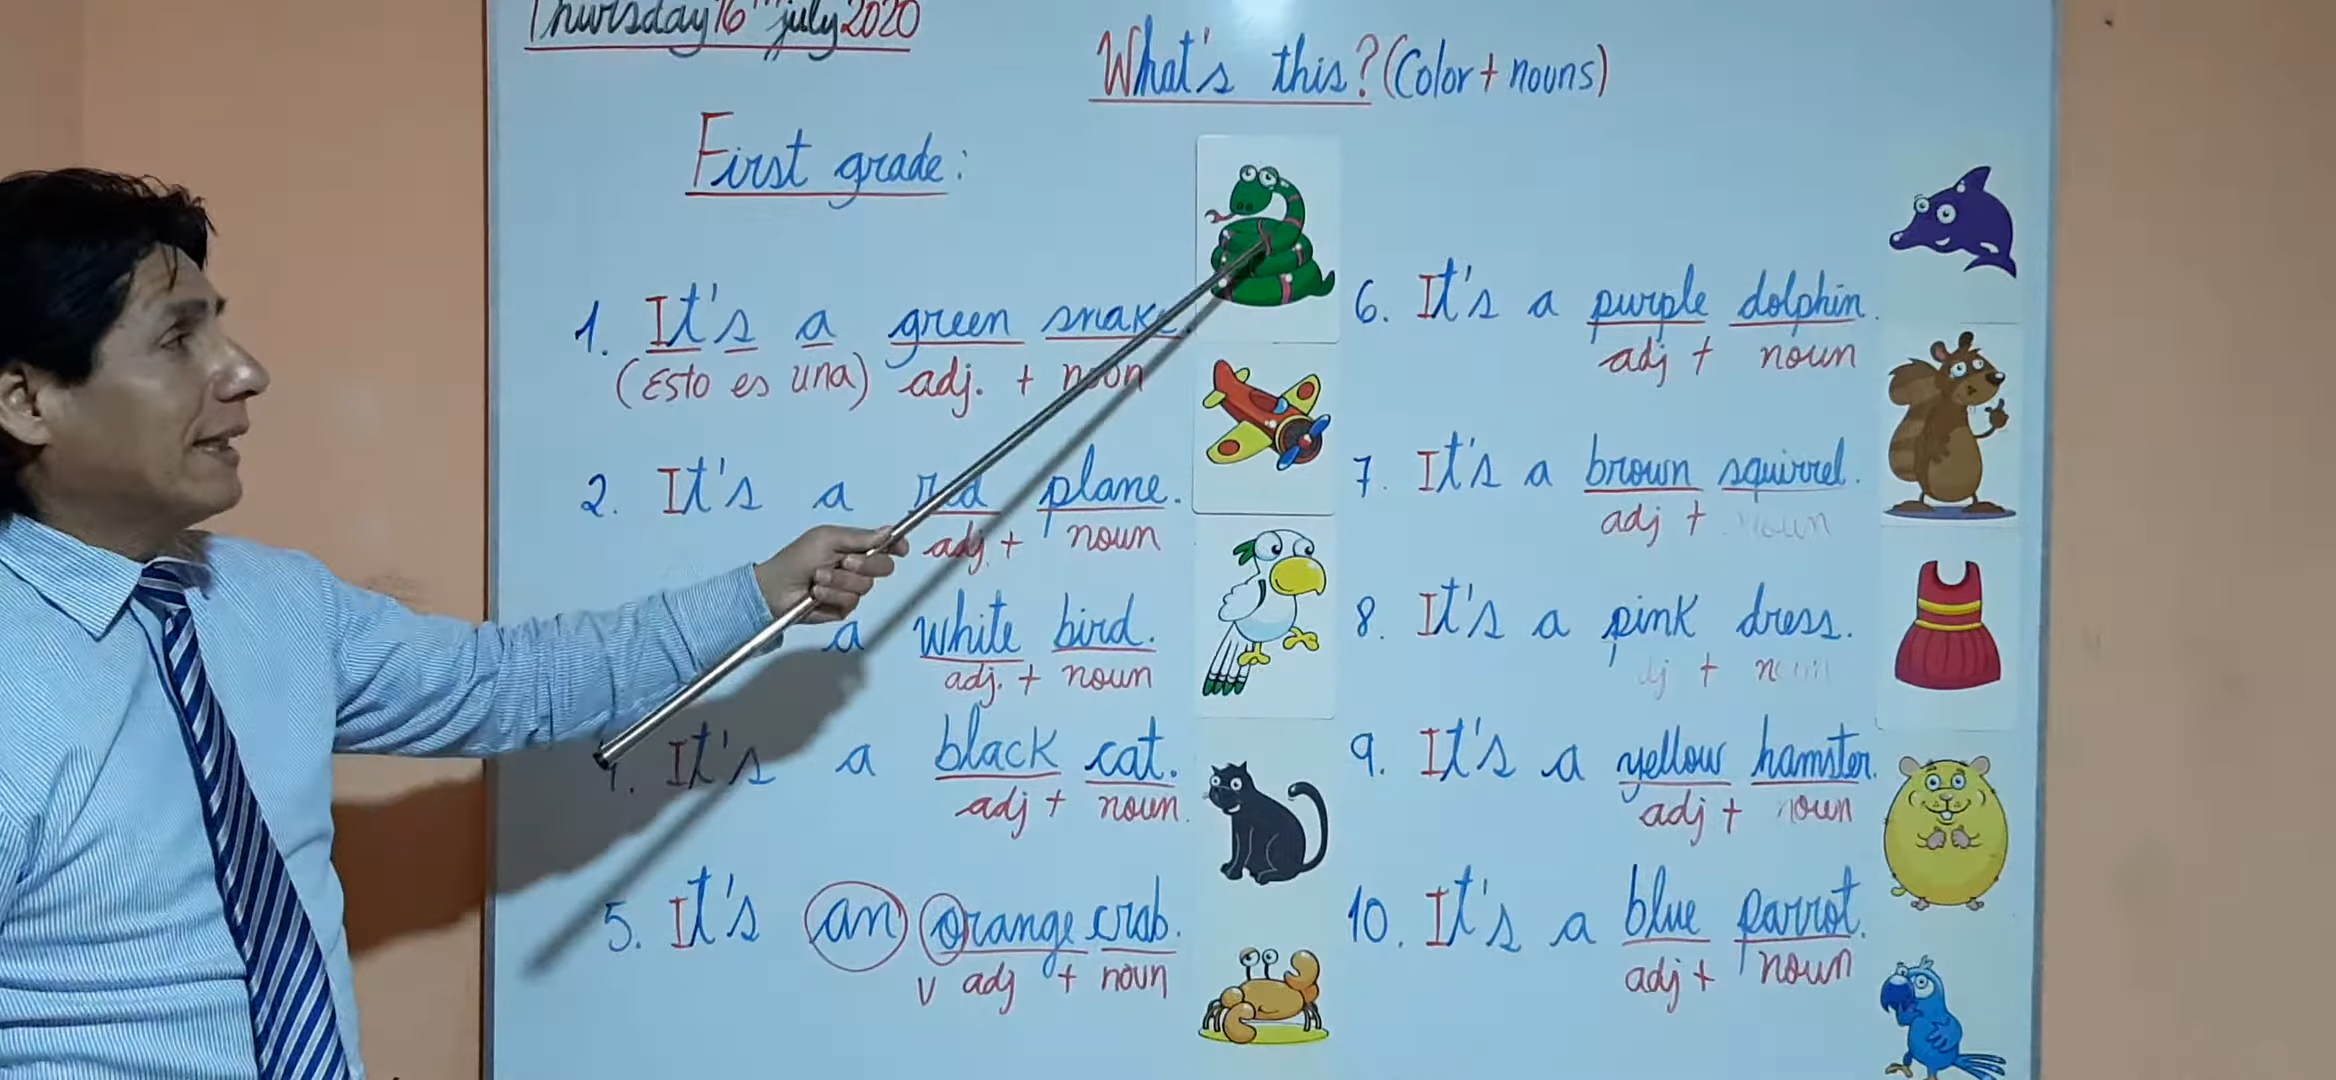 Thursday 16th july 2020
What's this? (Color + nouns)
First grade:
1. It's a green snake.
(Esto es una) adj. + noun
2. It's a red plane.
adj. + noun
a white bird.
adj. + noun
4. It's a black cat.
adj + noun.
5. It's an orange crab.
v adj + noun
6. It's a purple dolphin.
adj + noun
7. It's a brown squirrel.
adj + noun
8. It's a pink dress.
adj + noun
9. It's a yellow hamster.
adj + noun
10. It's a blue parrot.
adj + noun